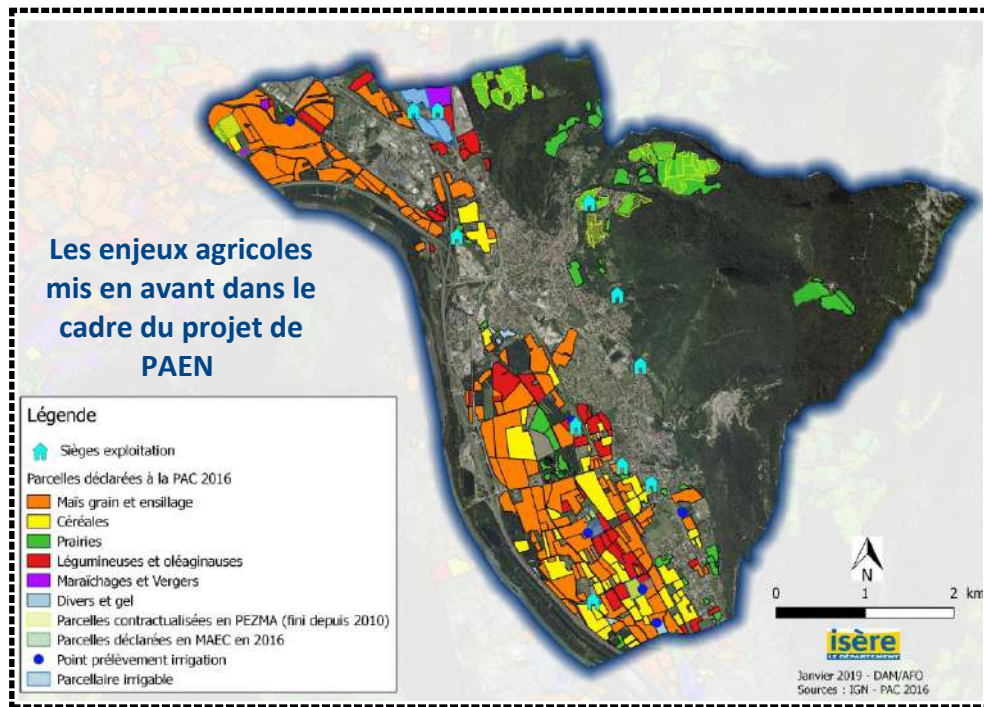 Les enjeux agricoles
mis en avant dans le
cadre du projet de
PAEN
Légende
Sièges exploitation
Parcelles déclarées à la PAC 2016
Maïs grain et ensillage
Céréales
Prairies
Légumineuses et oléaginauses
Maraîchages et Vergers
Divers et gel
Parcelles contractualisées en PEZMA (fini depuis 2010)
Parcelles déclarées en MAEC en 2016
Point prélèvement irrigation
Parcellaire irrigable
N
0 1 2 km
isère
LE DÉPARTEMENT
Janvier 2019 - DAM/AFO
Sources : IGN - PAC 2016